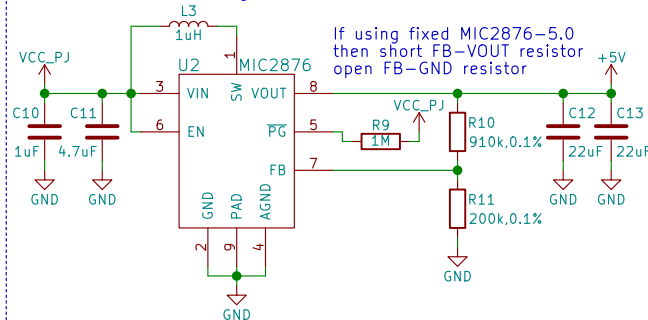 L3
1uH
If using fixed MIC2876-5.0
then short FB-VOUT resistor
open FB-GND resistor
VCC_PJ
1
U2
MIC2876
+5V
C10
1uF
C11
4.7uF
3
VIN
SW
VOUT
8
6
EN
PG
5
R9
1M
VCC_PJ
R10
910k,0.1%
C12
22uF
C13
22uF
FB
7
GND
GND
R11
200k,0.1%
GND
GND
GND
PAD
AGND
2
9
4
GND
GND